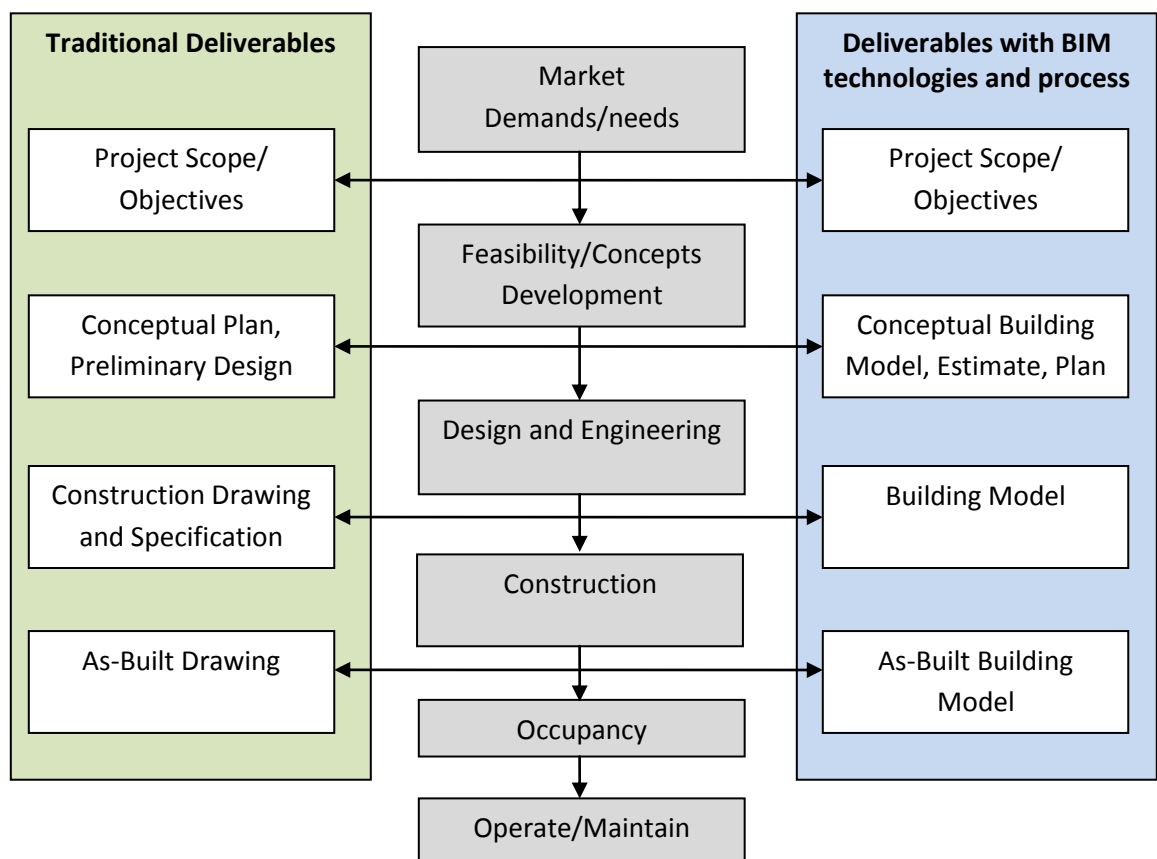 Traditional Deliverables
Project Scope/
Objectives
Conceptual Plan,
Preliminary Design
Construction Drawing
and Specification
As-Built Drawing
Market
Demands/needs
Feasibility/Concepts
Development
Design and Engineering
Construction
Occupancy
Operate/Maintain
Deliverables with BIM
technologies and process
Project Scope/
Objectives
Conceptual Building
Model, Estimate, Plan
Building Model
As-Built Building
Model